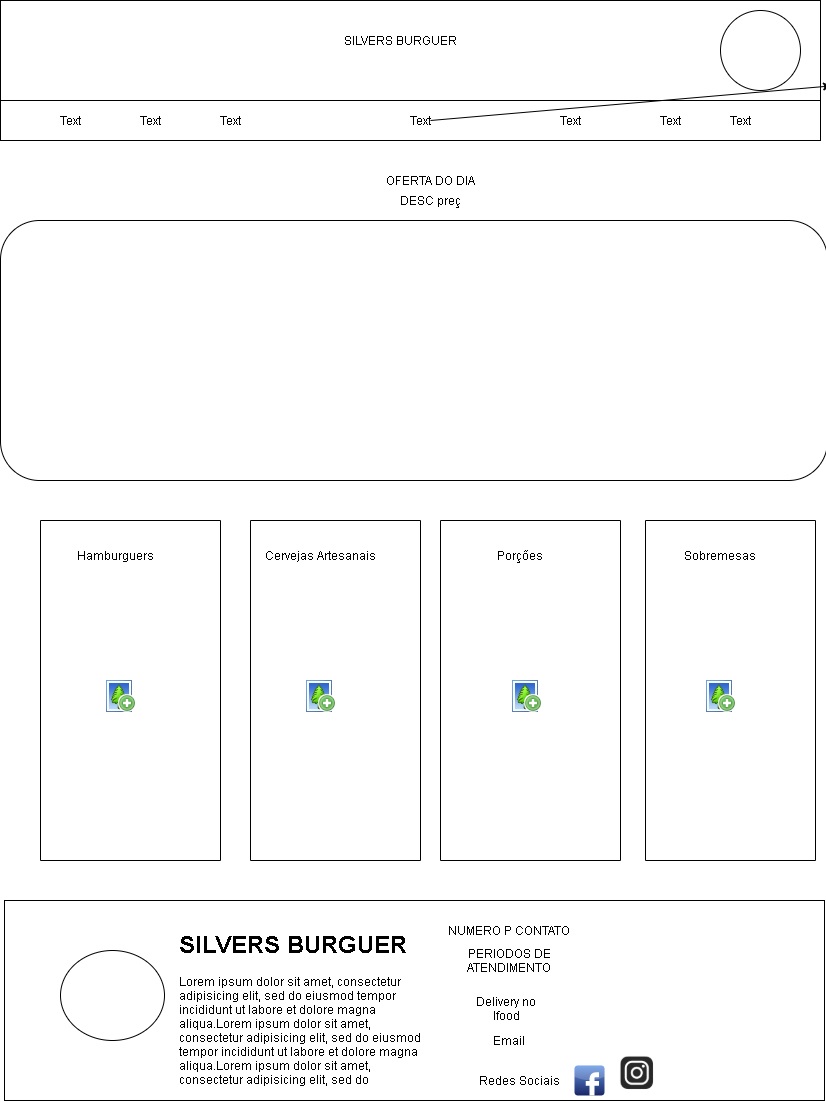 SILVERS BURGUER
Text Text Text Text Text Text Text
OFERTA DO DIA
DESC preç
Hamburguers Cervejas Artesanais Porções Sobremesas
SILVERS BURGUER
Lorem ipsum dolor sit amet, consectetur
adipisicing elit, sed do eiusmod tempor
incididunt ut labore et dolore magna
aliqua.Lorem ipsum dolor sit amet,
consectetur adipisicing elit, sed do eiusmod
tempor incididunt ut labore et dolore magna
aliqua.Lorem ipsum dolor sit amet,
consectetur adipisicing elit, sed do
NUMERO P CONTATO
PERIODOS DE
ATENDIMENTO
Delivery no
Ifood
Email
Redes Sociais